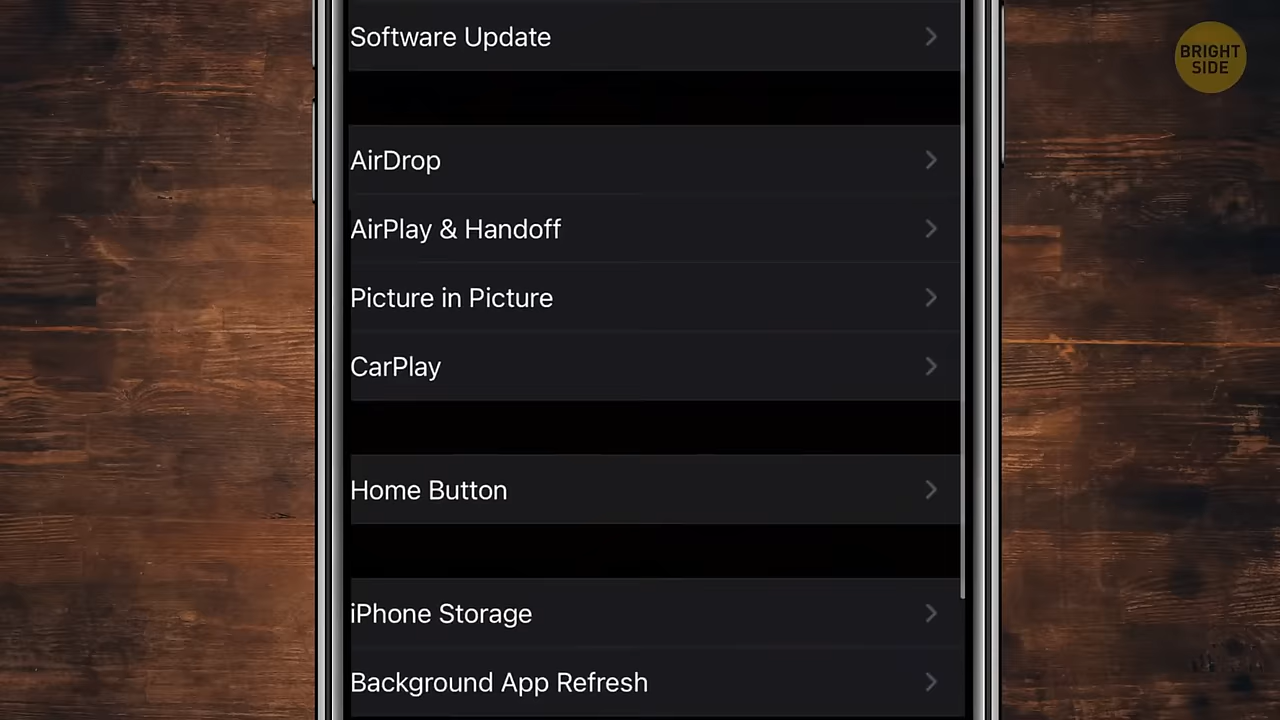 Software Update
BRIGHT
SIDE
AirDrop
AirPlay & Handoff
Picture in Picture
CarPlay
Home Button
iPhone Storage
Background App Refresh